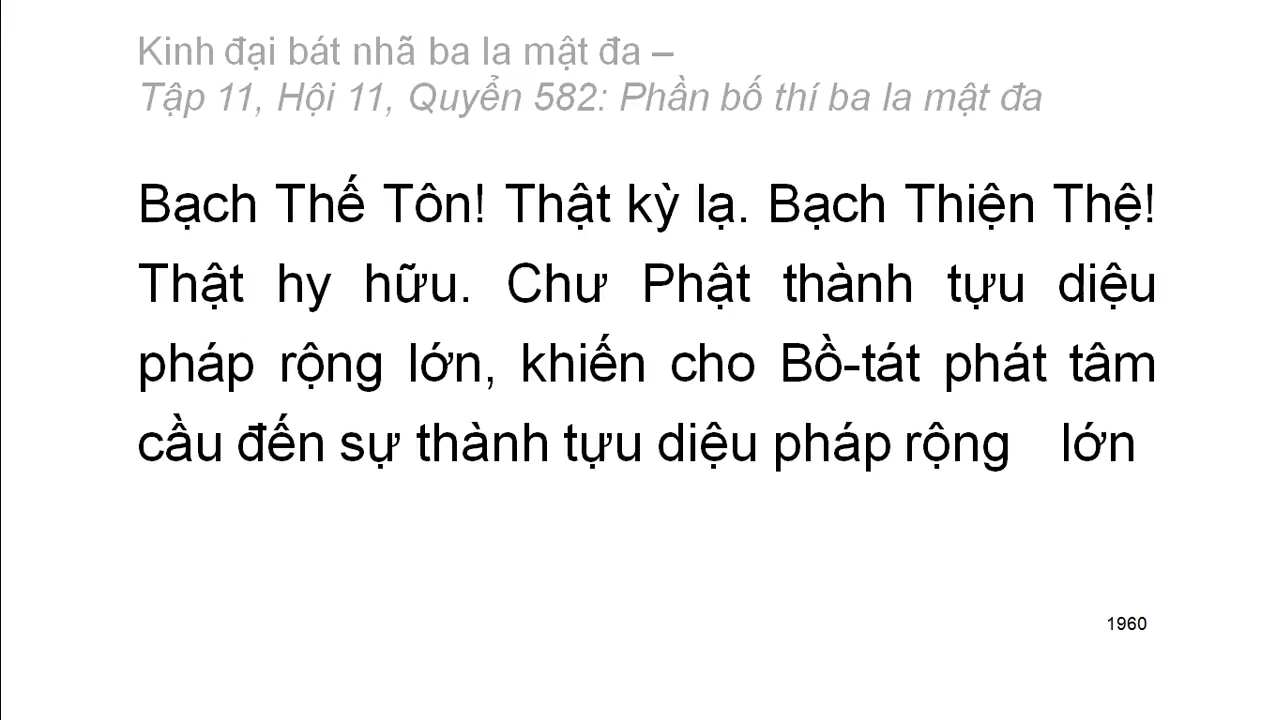 Kinh đại bát nhã ba la mật đa –
Tập 11, Hội 11, Quyển 582: Phần bố thí ba la mật đa
Bạch Thế Tôn! Thật kỳ lạ. Bạch Thiện Thệ!
Thật hy hữu. Chư Phật thành tựu diệu
pháp rộng lớn, khiến cho Bồ-tát phát tâm
cầu đến sự thành tựu diệu pháp rộng lớn
1960